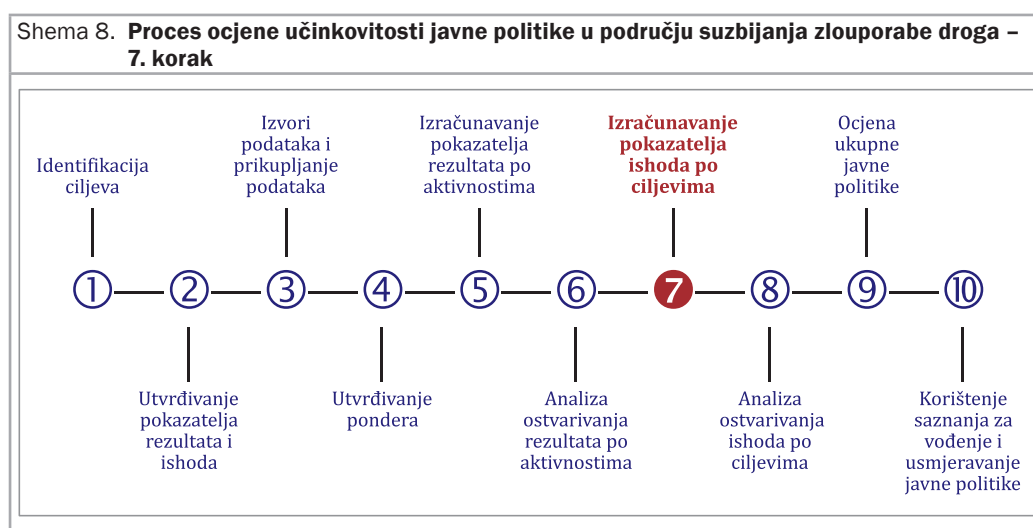 Shema 8. Proces ocjene učinkovitosti javne politike u području suzbijanja zlouporabe droga –
7. korak
Identifikacija
ciljeva
Izvori
podataka i
prikupljanje
podataka
Izračunavanje
pokazatelja
rezultata po
aktivnostima
Izračunavanje
pokazatelja
ishoda po
ciljevima
Ocjena
ukupne
javne
politike
1 2 3 4 5 6 7 8 9 10
Utvrđivanje
pokazatelja
rezultata i
ishoda
Utvrđivanje
pondera
Analiza
ostvarivanja
rezultata po
aktivnostima
Analiza
ostvarivanja
ishoda po
ciljevima
Korištenje
saznanja za
vođenje i
usmjeravanje
javne politike